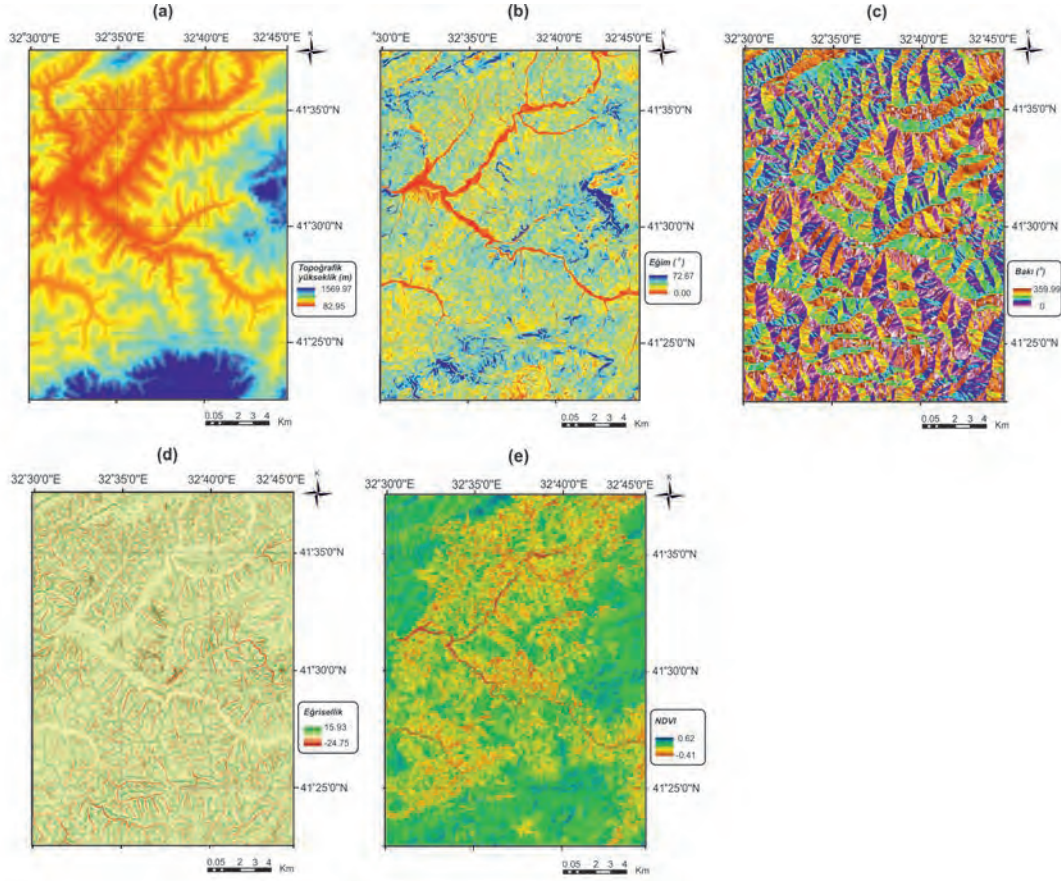 (a)
32°30'0"E 32°35'0"E 32°40'0"E 32°45'0"E
K
41°35'0"N
41°30'0"N
41°25'0"N
Topoğrafik
yükseklik (m)
1569.97
82.95
0.05 2 3 4 Km
(b)
32°30'0"E 32°35'0"E 32°40'0"E 32°45'0"E
K
41°35'0"N
41°30'0"N
41°25'0"N
Eğim (°)
72.67
0.00
0.05 2 3 4 Km
(c)
32°30'0"E 32°35'0"E 32°40'0"E 32°45'0"E
K
41°35'0"N
41°30'0"N
41°25'0"N
Bakı (°)
359.99
0
0.05 2 3 4 Km
(d)
32°30'0"E 32°35'0"E 32°40'0"E 32°45'0"E
K
41°35'0"N
41°30'0"N
41°25'0"N
Eğrisellik
15.93
-24.75
0.05 2 3 4 Km
(e)
32°30'0"E 32°35'0"E 32°40'0"E 32°45'0"E
K
41°35'0"N
41°30'0"N
41°25'0"N
NDVI
0.62
-0.41
0.05 2 3 4 Km